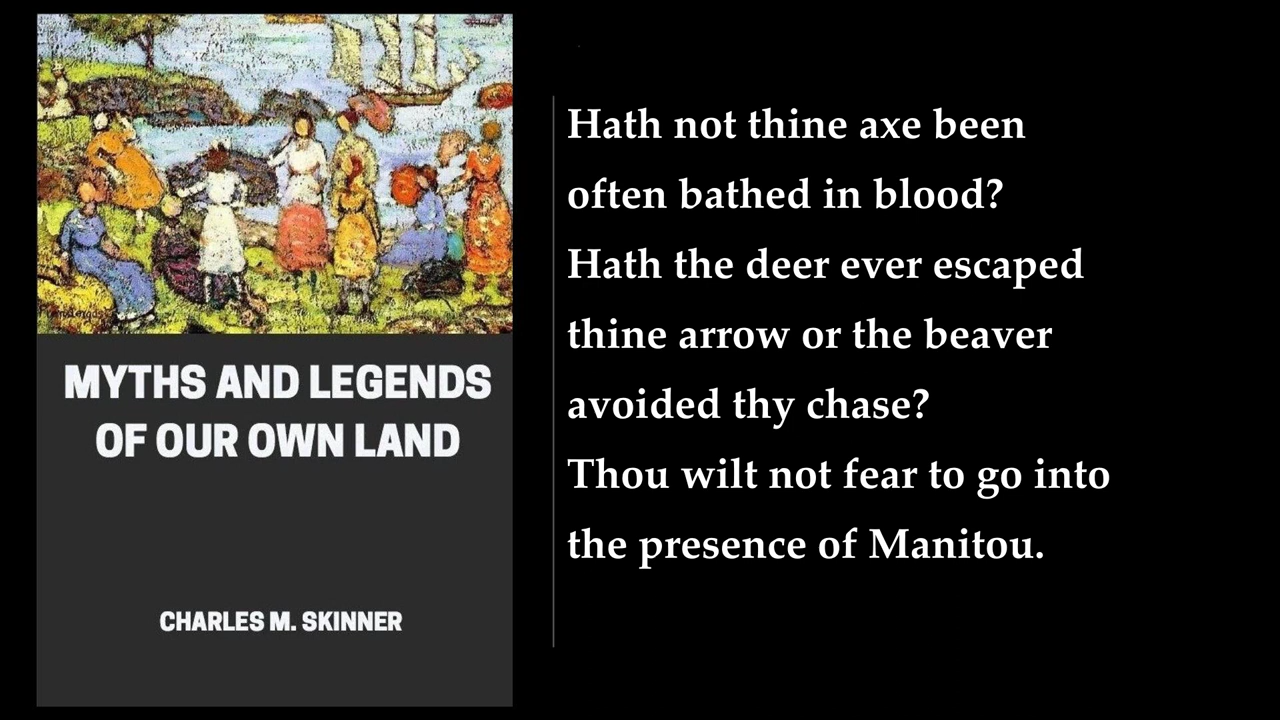 MYTHS AND LEGENDS
OF OUR OWN LAND
CHARLES M. SKINNER
Hath not thine axe been
often bathed in blood?
Hath the deer ever escaped
thine arrow or the beaver
avoided thy chase?
Thou wilt not fear to go into
the presence of Manitou.